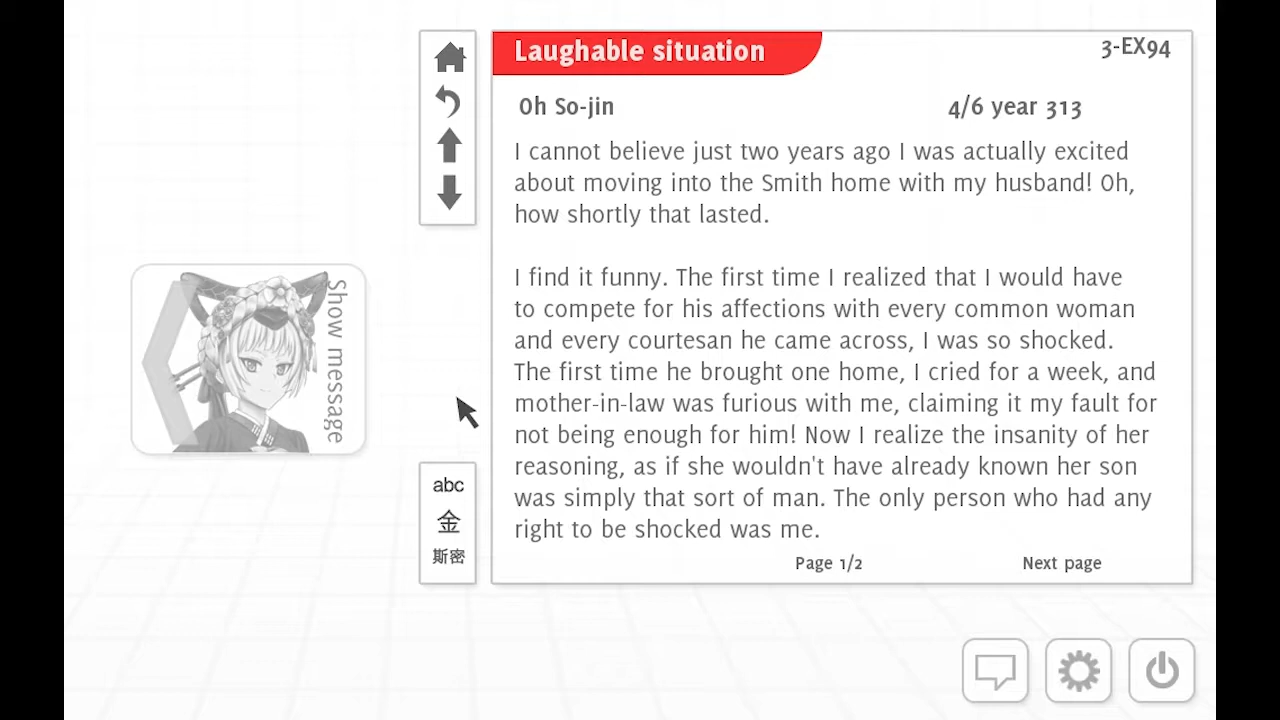 Laughable situation
3-EX94
Oh So-jin
4/6 year 313
I cannot believe just two years ago I was actually excited
about moving into the Smith home with my husband! Oh,
how shortly that lasted.
I find it funny. The first time I realized that I would have
to compete for his affections with every common woman
and every courtesan he came across, I was so shocked.
The first time he brought one home, I cried for a week, and
mother-in-law was furious with me, claiming it my fault for
not being enough for him! Now I realize the insanity of her
reasoning, as if she wouldn't have already known her son
was simply that sort of man. The only person who had any
right to be shocked was me.
Page 1/2
Next page
Show message
abc
金
斯密